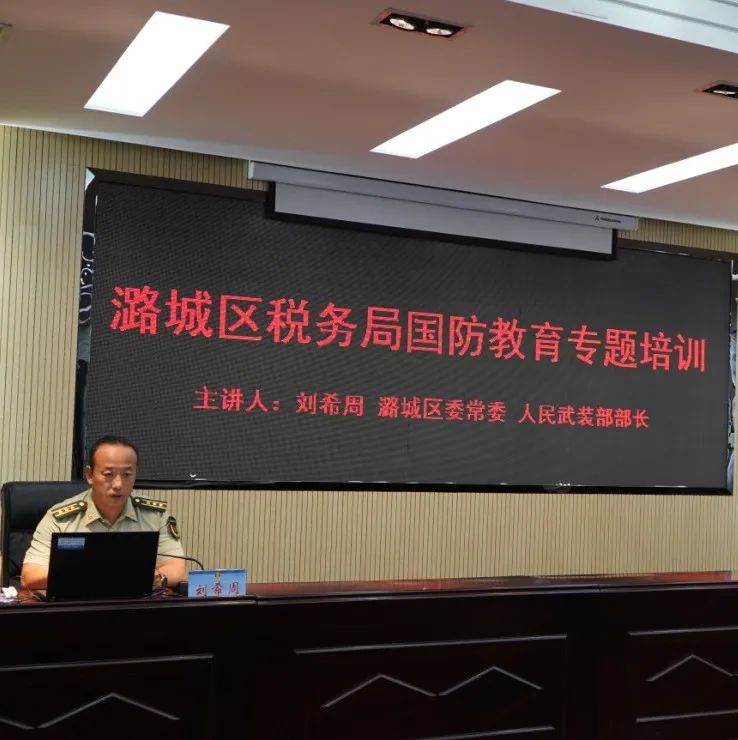 潞城区税务局国防教育专题培训
主讲人：刘希周 潞城区委常委 人民武装部部长
刘希周